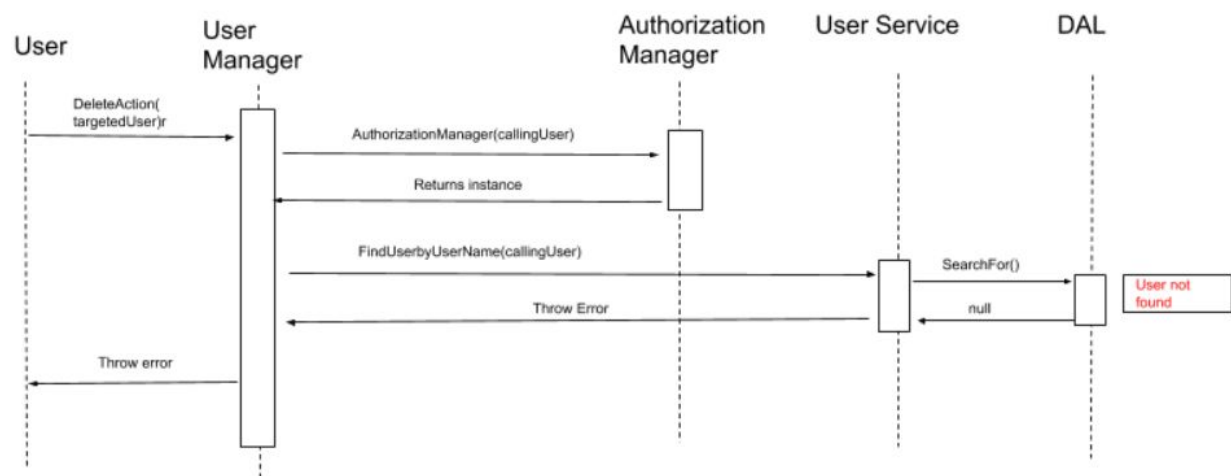 User
User
Manager
Authorization
Manager
User Service
DAL
DeleteAction(
targetedUser)r
AuthorizationManager(callingUser)
Returns instance
FindUserbyUserName(callingUser)
SearchFor()
User not
found
Throw Error
null
Throw error